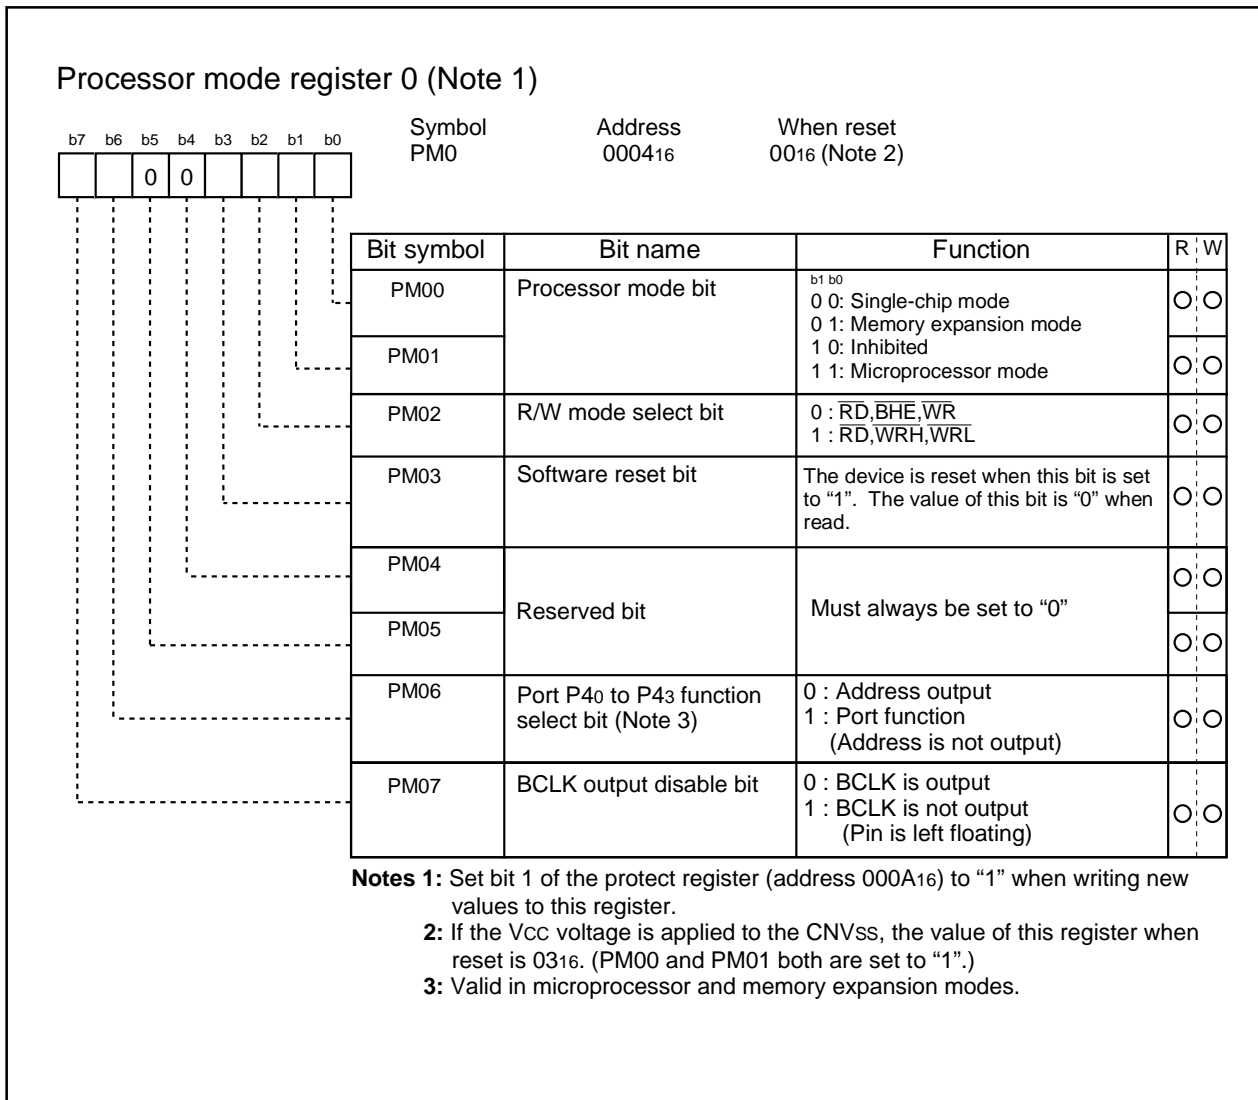 Processor mode register 0 (Note 1)
Symbol Address When reset
PM0 000416 0016 (Note 2)
b7 b6 b5 b4 b3 b2 b1 b0
0 0
Bit symbol Bit name Function R W
PM00 Processor mode bit b1 b0
0 0: Single-chip mode
0 1: Memory expansion mode
PM01 1 0: Inhibited
1 1: Microprocessor mode
PM02 R/W mode select bit 0 : RD,BHE,WR
1 : RD,WRH,WRL
PM03 Software reset bit The device is reset when this bit is set
to “1”. The value of this bit is “0” when
read.
PM04
Reserved bit Must always be set to “0”
PM05
PM06 Port P40 to P43 function 0 : Address output
select bit (Note 3) 1 : Port function
(Address is not output)
PM07 BCLK output disable bit 0 : BCLK is output
1 : BCLK is not output
(Pin is left floating)
Notes 1: Set bit 1 of the protect register (address 000A16) to “1” when writing new
values to this register.
2: If the VCC voltage is applied to the CNVSS, the value of this register when
reset is 0316. (PM00 and PM01 both are set to “1”.)
3: Valid in microprocessor and memory expansion modes.